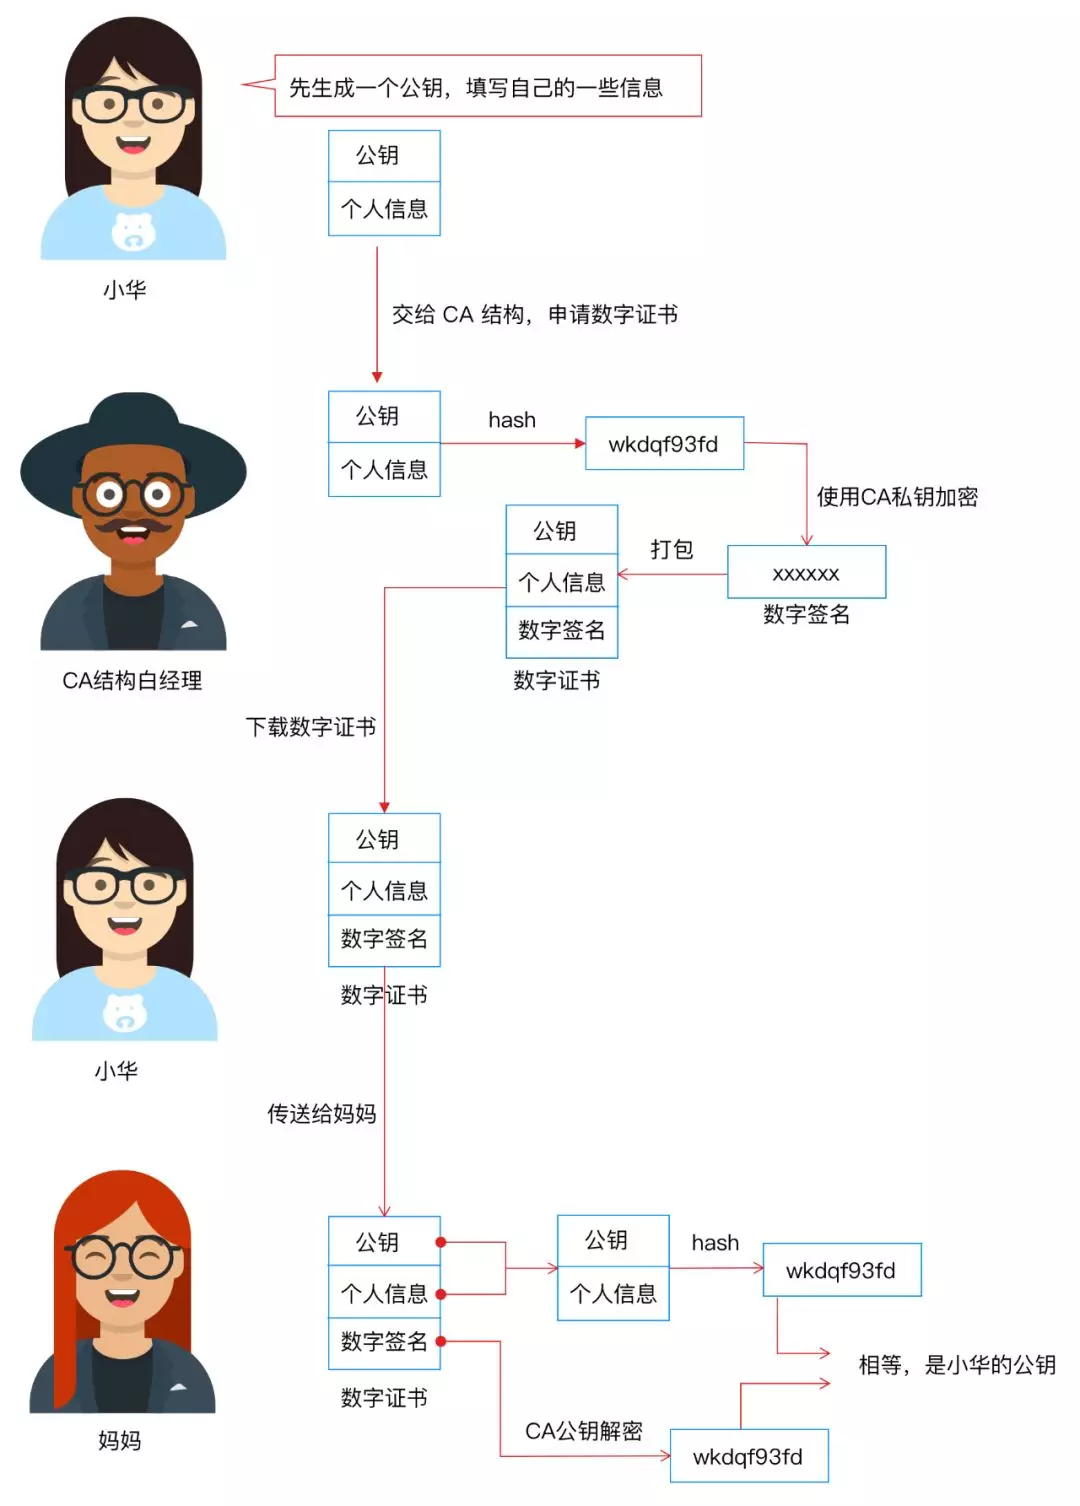 先生成一个公钥，填写自己的一些信息
公钥
个人信息
小华
交给 CA 结构，申请数字证书
公钥
个人信息
hash
wkdqf93fd
使用CA私钥加密
xxxxxx
数字签名
打包
公钥
个人信息
数字签名
数字证书
CA结构白经理
下载数字证书
公钥
个人信息
数字签名
数字证书
小华
传送给妈妈
公钥
个人信息
数字签名
数字证书
公钥
个人信息
hash
wkdqf93fd
相等，是小华的公钥
CA公钥解密
wkdqf93fd
妈妈